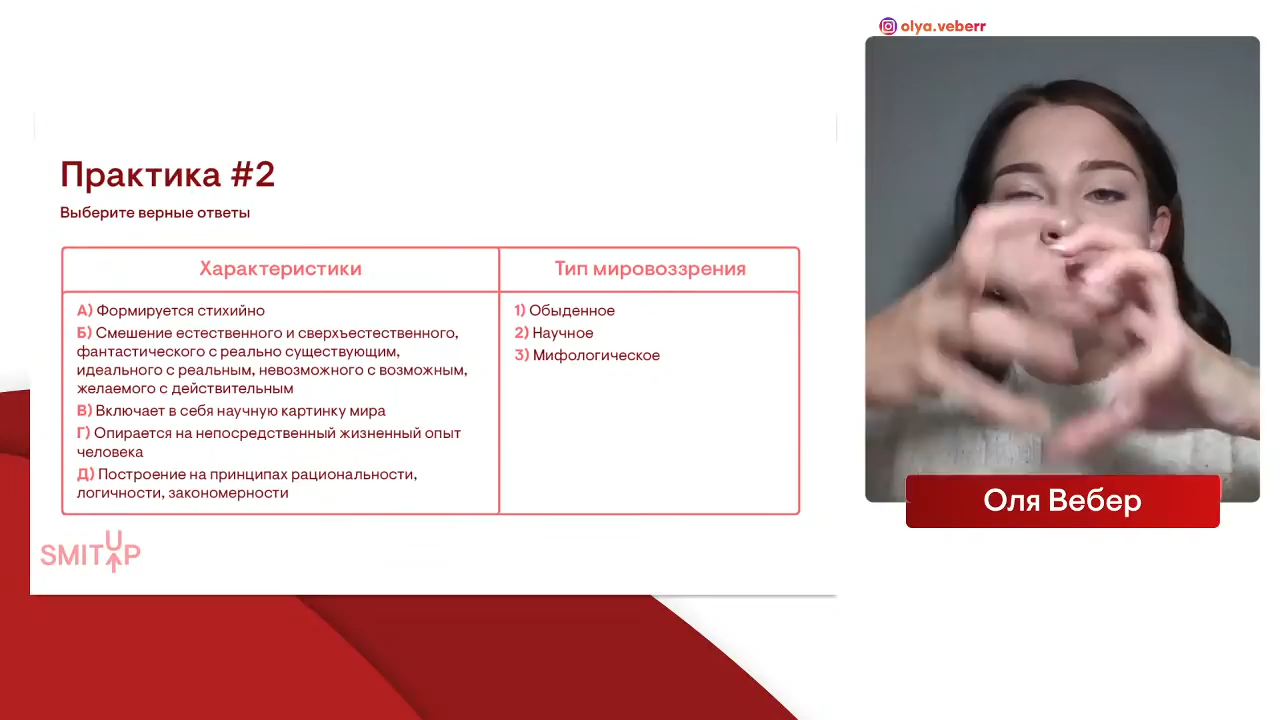 olya.veberr
Практика #2
Выберите верные ответы
Характеристики
Тип мировоззрения
А) Формируется стихийно
Б) Смешение естественного и сверхъестественного,
фантастического с реально существующим,
идеального с реальным, невозможного с возможным,
желаемого с действительным
В) Включает в себя научную картинку мира
Г) Опирается на непосредственный жизненный опыт
человека
Д) Построение на принципах рациональности,
логичности, закономерности
1) Обыденное
2) Научное
3) Мифологическое
SMITUP
Оля Вебер